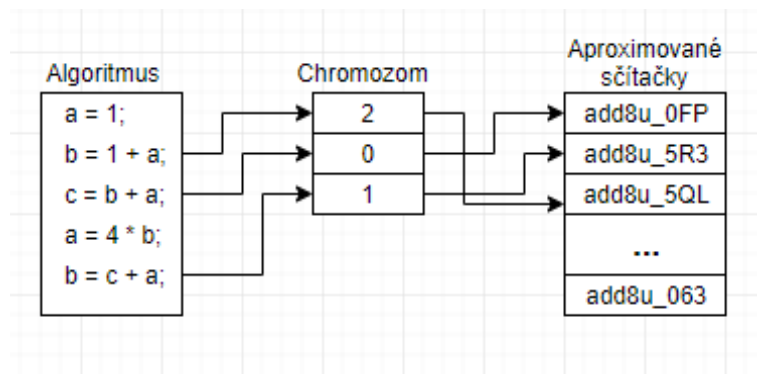 Algoritmus
a = 1;
b = 1 + a;
c = b + a;
a = 4 * b;
b = c + a;
Chromozom
2
0
1
Aproximované
sčítačky
add8u_0FP
add8u_5R3
add8u_5QL
...
add8u_063